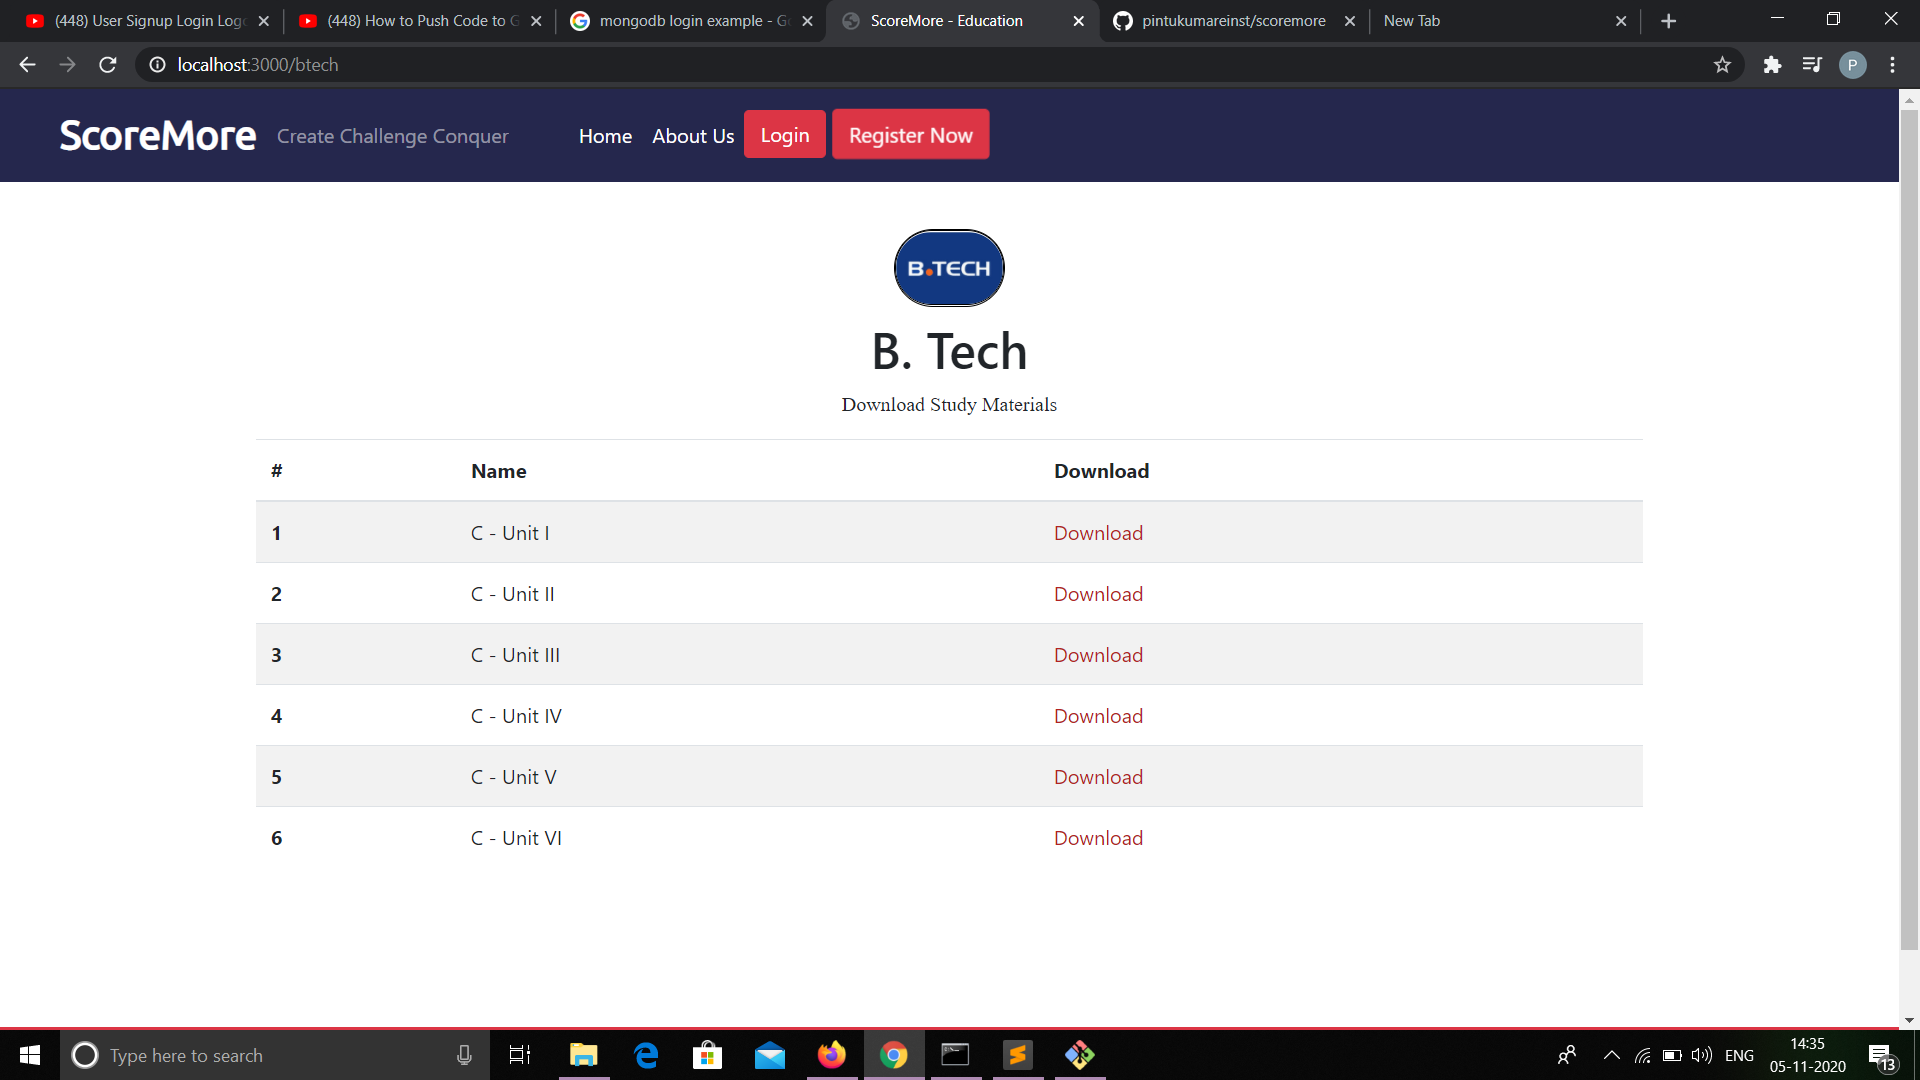 (448) User Signup Login Logo
(448) How to Push Code to G
mongodb login example - Go
ScoreMore - Education
pintukumareinst/scoremore
New Tab
localhost:3000/btech
P
ScoreMore
Create Challenge Conquer
Home
About Us
Login
Register Now
B.TECH
B. Tech
Download Study Materials
# Name Download
1 C - Unit I Download
2 C - Unit II Download
3 C - Unit III Download
4 C - Unit IV Download
5 C - Unit V Download
6 C - Unit VI Download
Type here to search
ENG
14:35
05-11-2020
13